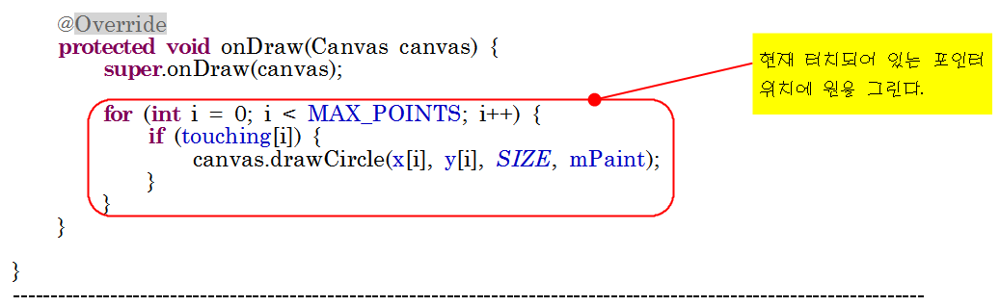 @Override
protected void onDraw(Canvas canvas) {
super.onDraw(canvas);
for (int i = 0; i < MAX_POINTS; i++) {
if (touching[i]) {
canvas.drawCircle(x[i], y[i], SIZE, mPaint);
}
}
}
}
현재 터치되어 있는 포인터
위치에 원을 그린다.